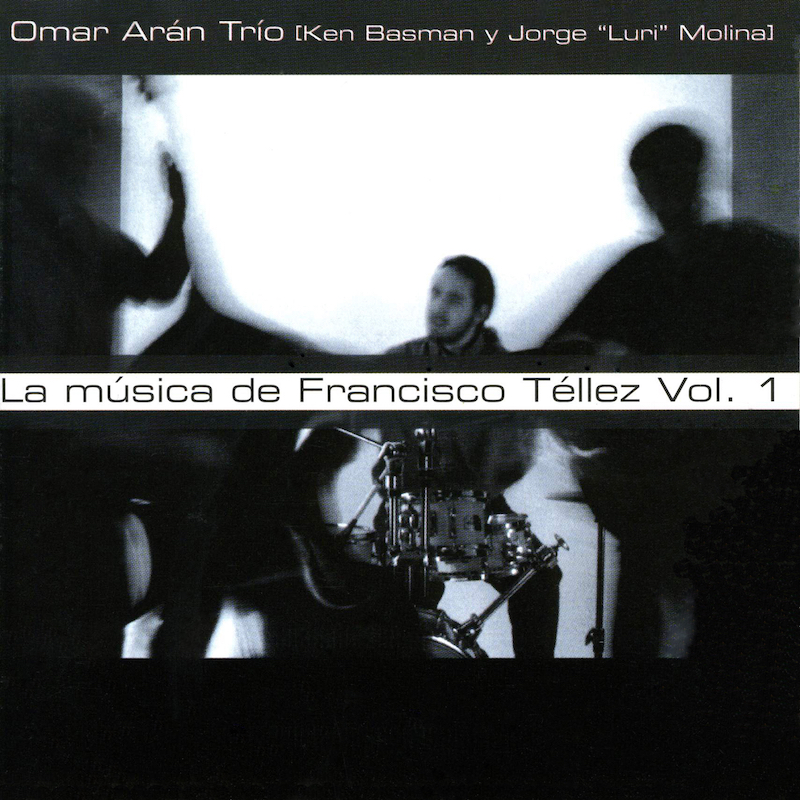 Omar Arán Trío [Ken Basman y Jorge “Luri” Molina]
La música de Francisco Téllez Vol. 1